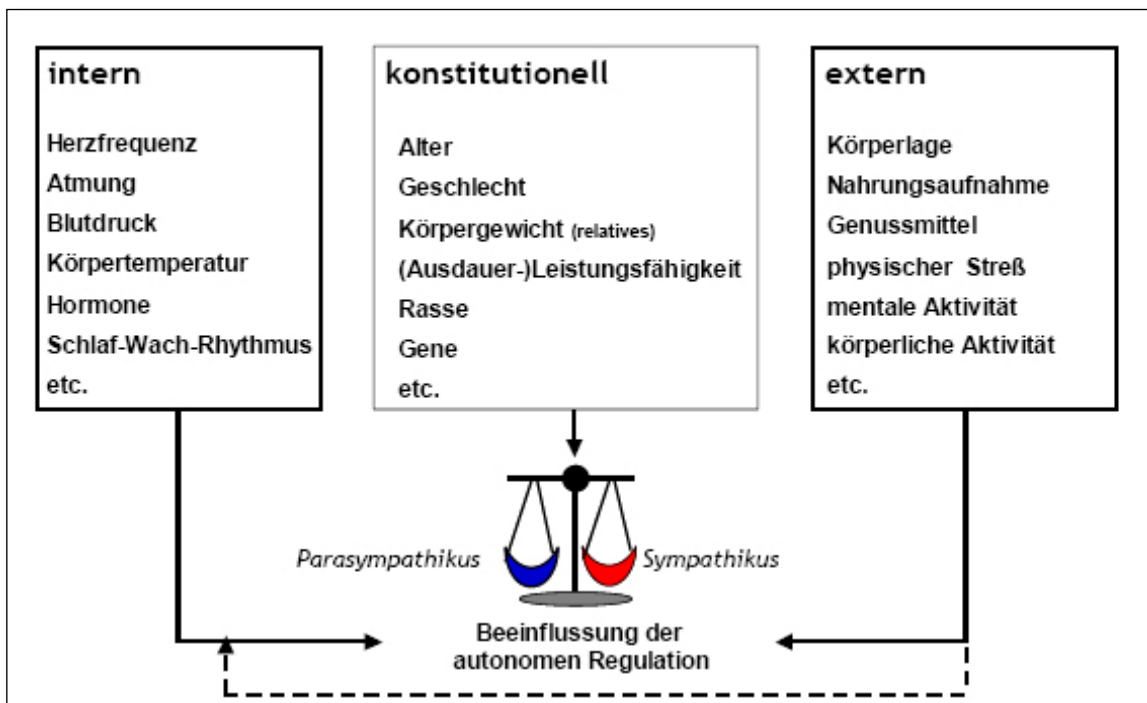 intern
Herzfrequenz
Atmung
Blutdruck
Körpertemperatur
Hormone
Schlaf-Wach-Rhythmus
etc.
konstitutionell
Alter
Geschlecht
Körpergewicht (relatives)
(Ausdauer-)Leistungsfähigkeit
Rasse
Gene
etc.
extern
Körperlage
Nahrungsaufnahme
Genussmittel
physischer Streß
mentale Aktivität
körperliche Aktivität
etc.
Parasympathikus
Sympathikus
Beeinflussung der
autonomen Regulation